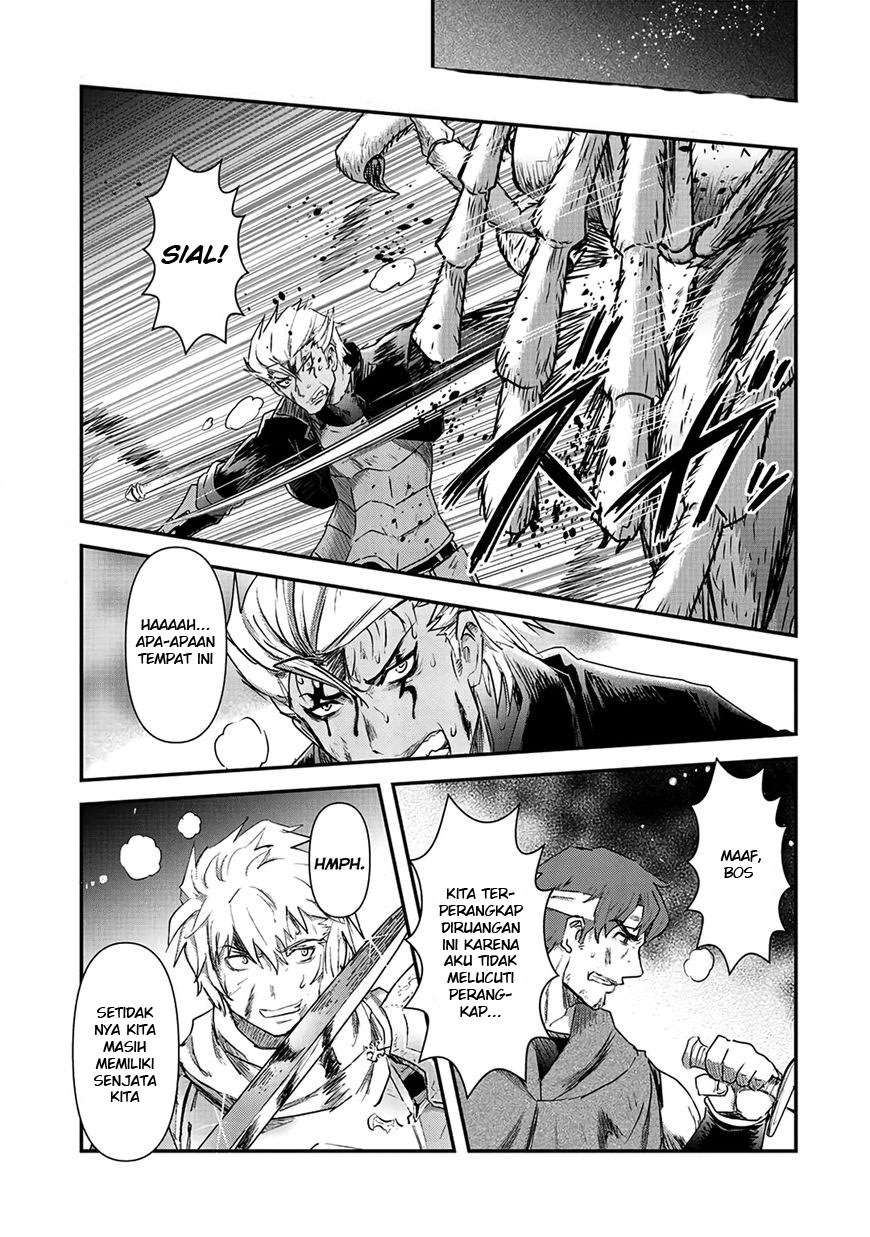 SIAL!
HAAAAH...
APA-APAAN
TEMPAT INI
MAAF,
BOS
KITA TER-
PERANGKAP
DIRUANGAN
INI KARENA
AKU TIDAK
MELUCUTI
PERANG-
KAP...
HMPH.
SETIDAK
NYA KITA
MASIH
MEMILIKI
SENJATA
KITA